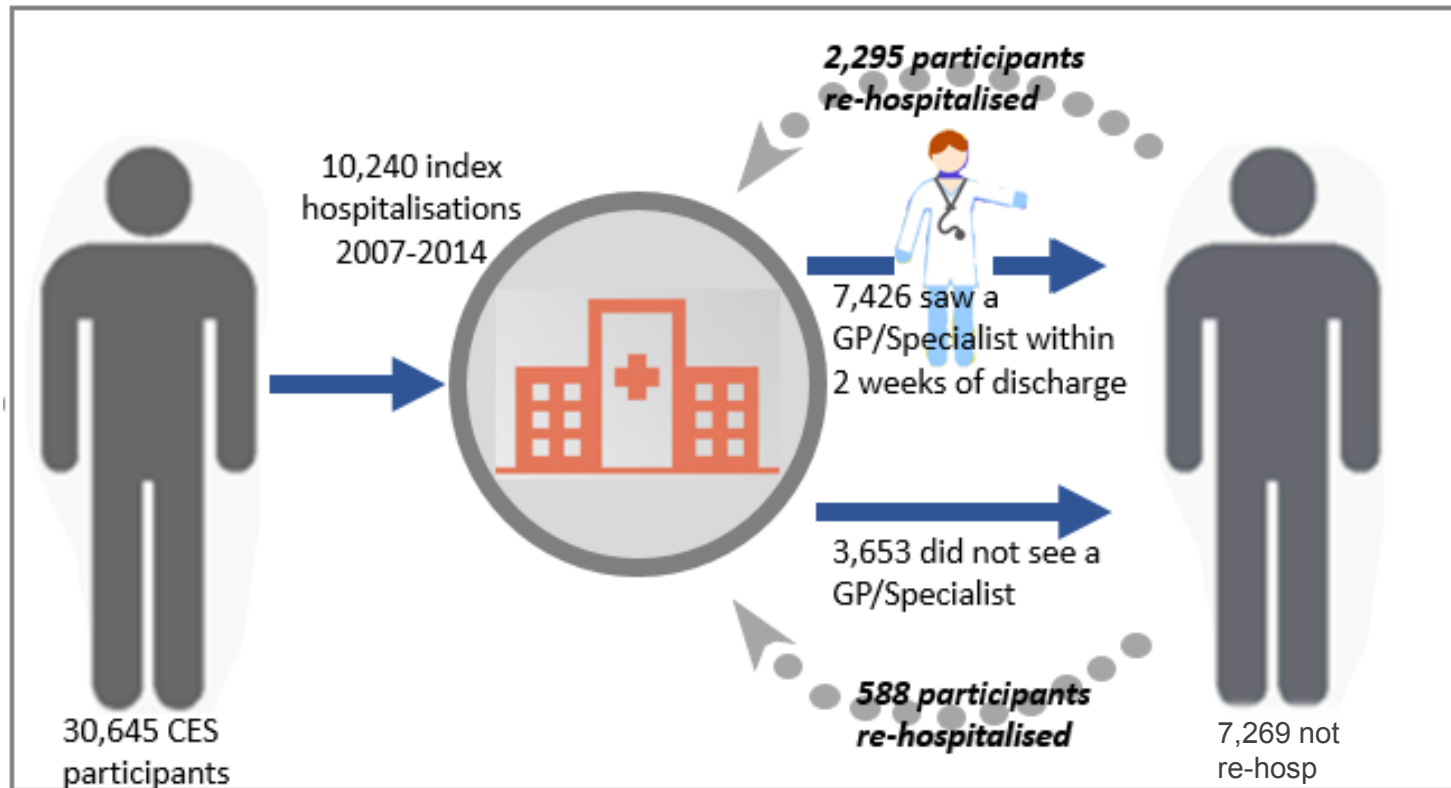 2,295 participants
re-hospitalised
10,240 index
hospitalisations
2007-2014
7,426 saw a
GP/Specialist within
2 weeks of discharge
3,653 did not see a
GP/Specialist
588 participants
re-hospitalised
30,645 CES
participants
7,269 not
re-hosp